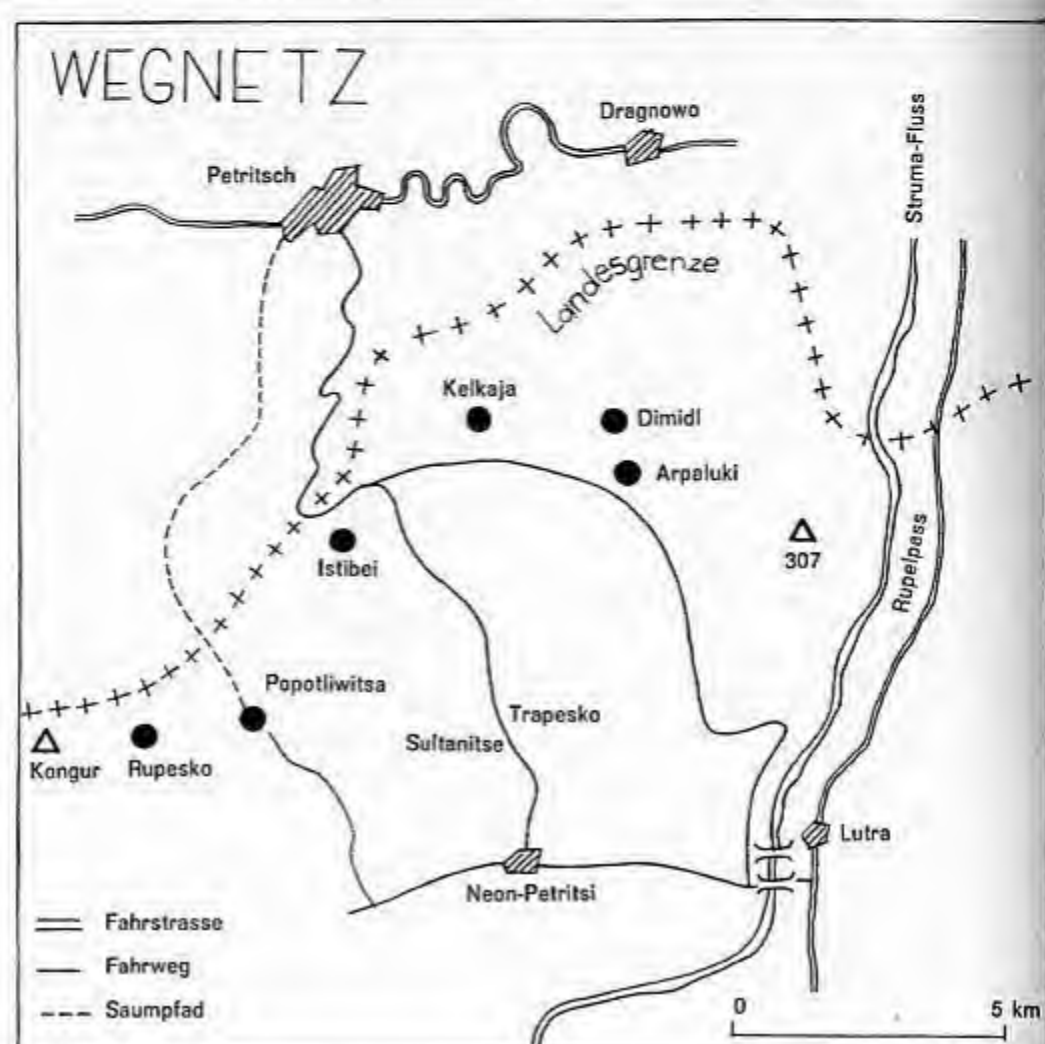 WEGNETZ
Dragnowo
Petritsch
Struma-Fluss
Landesgrenze
Kelkaja
Dimidl
Arpaluki
307
Rupelpass
Istibei
Popotliwitsa
Trapesko
Sultanitse
Kongur
Rupesko
Lutra
Neon-Petritsi
Fahrstrasse
Fahrweg
Saumpfad
0 5 km